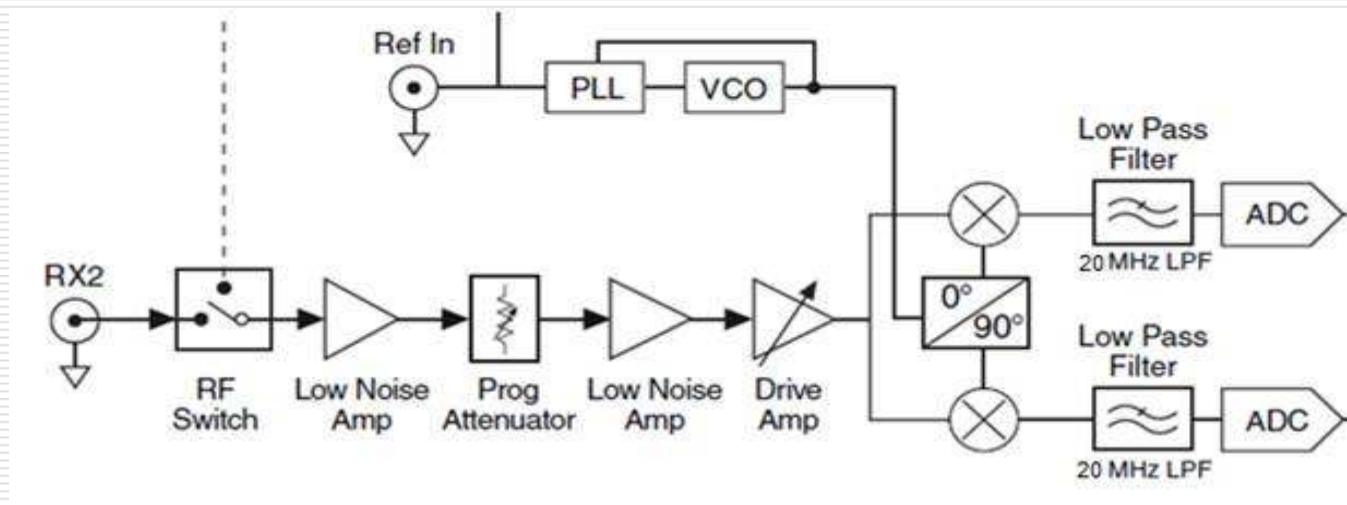 Ref In
PLL
VCO
Low Pass
Filter
ADC
20 MHz LPF
RX2
0°
90°
RF
Switch
Low Noise
Amp
Prog
Attenuator
Low Noise
Amp
Drive
Amp
Low Pass
Filter
ADC
20 MHz LPF